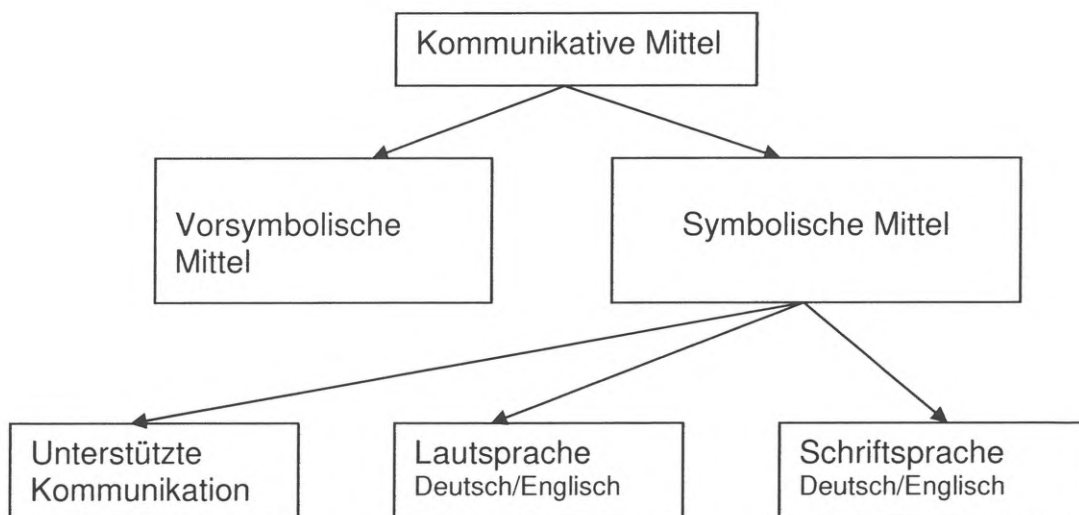 Kommunikative Mittel
Vorsymbolische
Mittel
Symbolische Mittel
Unterstützte
Kommunikation
Lautsprache
Deutsch/Englisch
Schriftsprache
Deutsch/Englisch